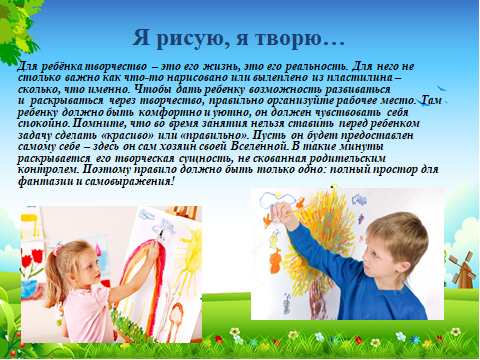 Я рисую, я творю…
Для ребёнка творчество – это его жизнь, это его реальность. Для него не
столько важно как что-то нарисовано или вылеплено из пластилина –
сколько, что именно. Чтобы дать ребенку возможность развиваться
и раскрываться через творчество, правильно организуйте рабочее место. Там
ребенку должно быть комфортно и уютно, он должен чувствовать себя
спокойно. Помните, что во время занятия нельзя ставить перед ребенком
задачу сделать «красиво» или «правильно». Пусть он будет предоставлен
самому себе – здесь он сам хозяин своей Вселенной. В такие минуты
раскрывается его творческая сущность, не скованная родительским
контролем. Поэтому правило должно быть только одно: полный простор для
фантазии и самовыражения!